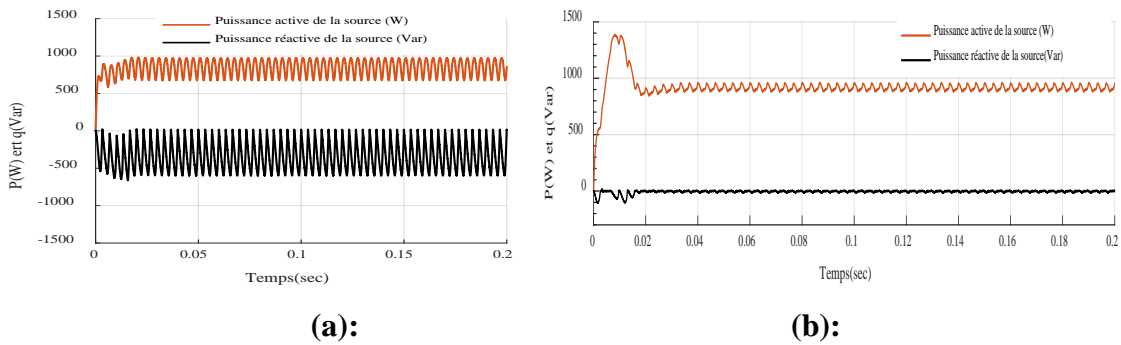 Puissance active de la source (W)
Puissance réactive de la source (Var)
1500
1000
500
0
-500
-1000
-1500
P(W) ert q(Var)
0
0.05
0.1
0.15
0.2
Temps(sec)
(a):
Puissance active de la source (W)
Puissance réactive de la source(Var)
1500
1000
500
0
P(W) et q(Var)
0
0.02
0.04
0.06
0.08
0.1
0.12
0.14
0.16
0.18
0.2
Temps(sec)
(b):